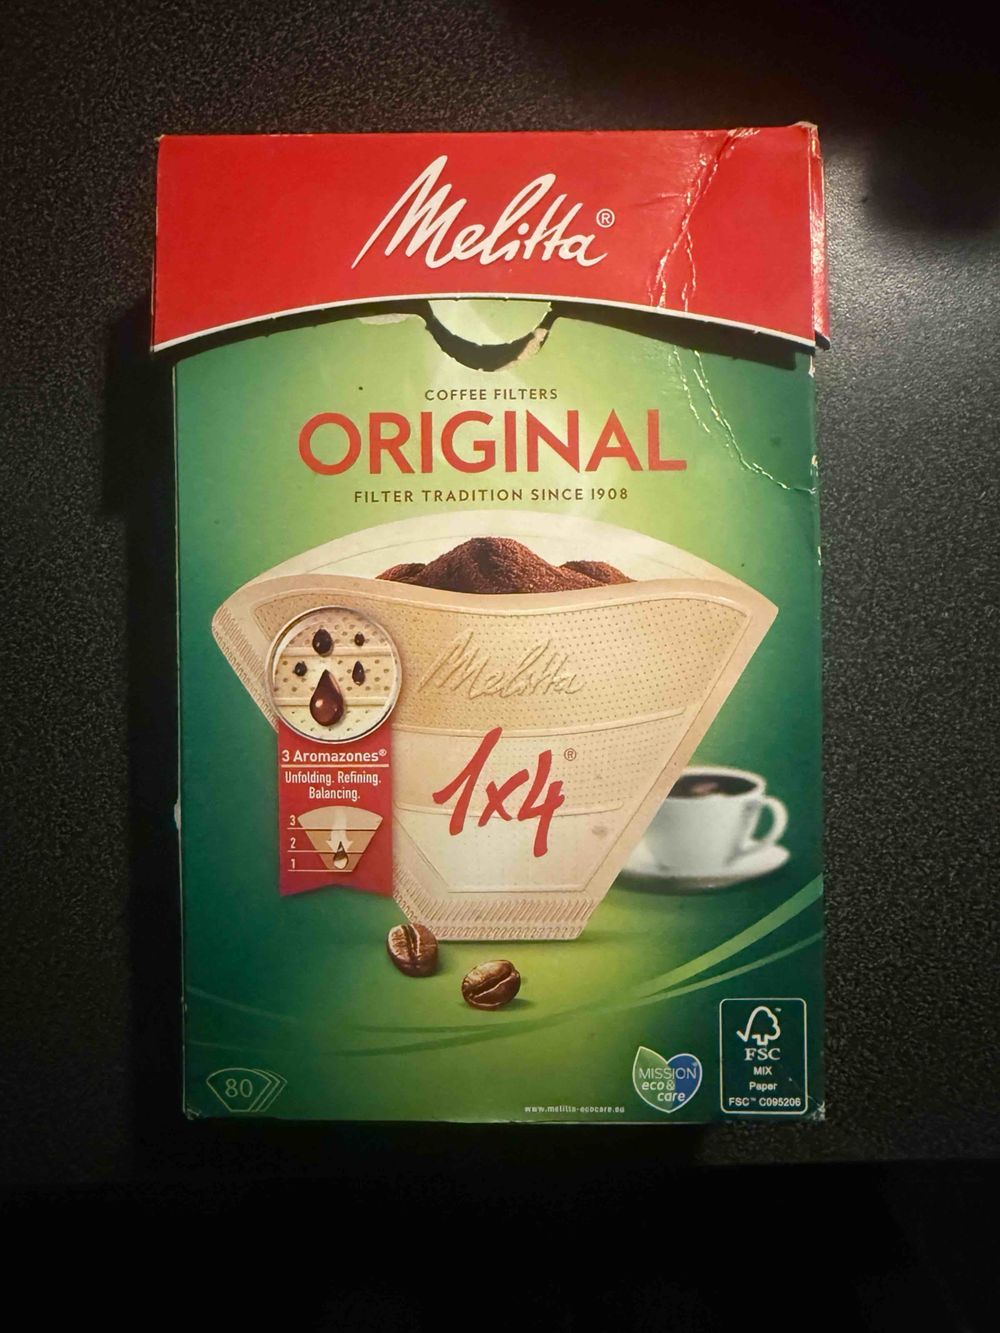 Melitta®
COFFEE FILTERS
ORIGINAL
FILTER TRADITION SINCE 1908
Melitta
1x4®
3 Aromazones®
Unfolding. Refining.
Balancing.
3
2
1
80
www.melitta-ecocare.eu
MISSION
eco&
care
FSC
MIX
Paper
FSC™ C095206